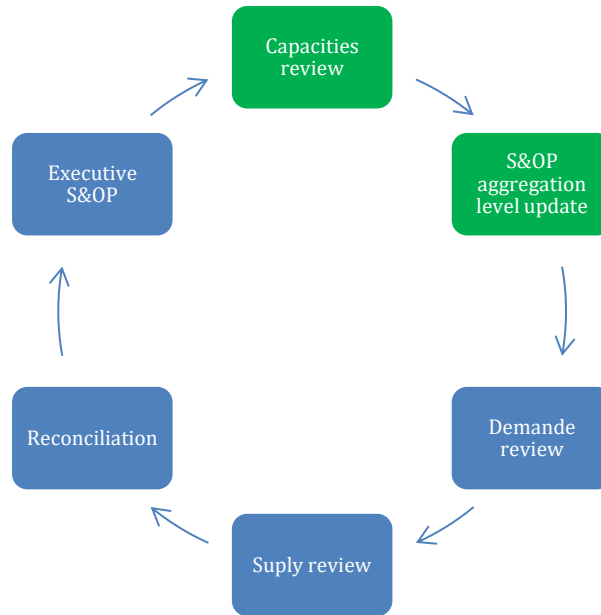 Capacities
review
S&OP
aggregation
level update
Demande
review
Suply review
Reconciliation
Executive
S&OP